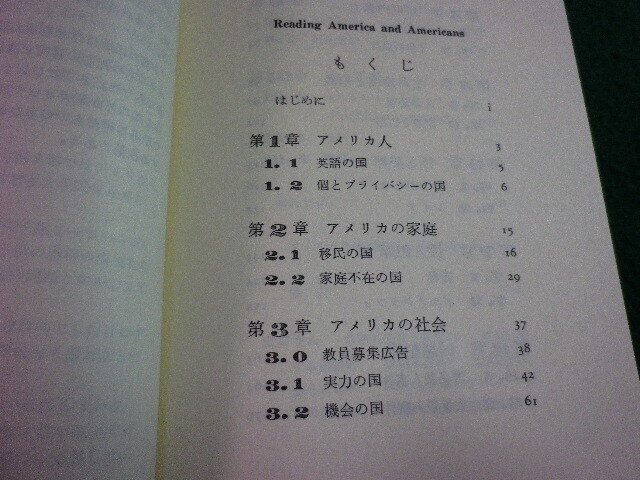 Reading America and Americans
もくじ
はじめに i
第1章 アメリカ人 3
1.1 英語の国 5
1.2 個とプライバシーの国 6
第2章 アメリカの家庭 15
2.1 移民の国 16
2.2 家庭不在の国 29
第3章 アメリカの社会 37
3.0 教員募集広告 38
3.1 実力の国 42
3.2 機会の国 61